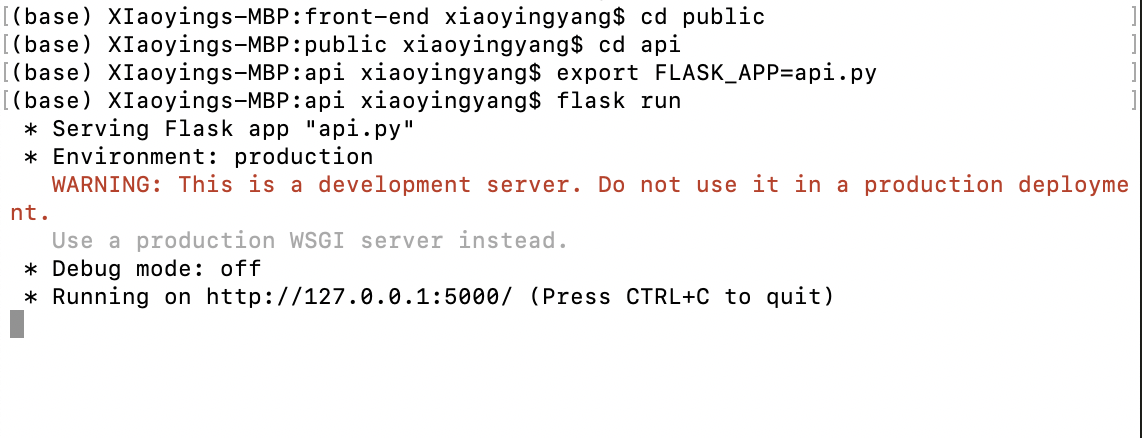 [(base) XIaoyings-MBP:front-end xiaoyingyang$ cd public ]
[(base) XIaoyings-MBP:public xiaoyingyang$ cd api ]
[(base) XIaoyings-MBP:api xiaoyingyang$ export FLASK_APP=api.py ]
[(base) XIaoyings-MBP:api xiaoyingyang$ flask run ]
 * Serving Flask app "api.py"
 * Environment: production
   WARNING: This is a development server. Do not use it in a production deployme
nt.
   Use a production WSGI server instead.
 * Debug mode: off
 * Running on http://127.0.0.1:5000/ (Press CTRL+C to quit)